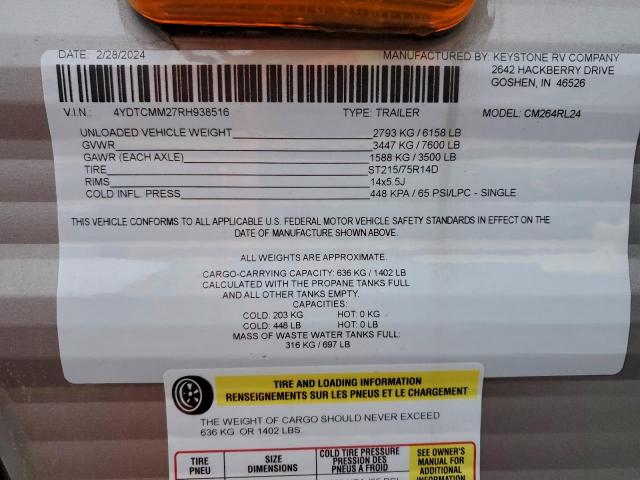 DATE: 2/28/2024
MANUFACTURED BY: KEYSTONE RV COMPANY
2642 HACKBERRY DRIVE
GOSHEN, IN 46526
V.I.N.: 4YDTCMM27RH938516 TYPE: TRAILER MODEL: CM264RL24
UNLOADED VEHICLE WEIGHT 2793 KG / 6158 LB
GVWR 3447 KG / 7600 LB
GAWR (EACH AXLE) 1588 KG / 3500 LB
TIRE ST215/75R14D
RIMS 14x5.5J
COLD INFL. PRESS 448 KPA / 65 PSI/LPC - SINGLE
THIS VEHICLE CONFORMS TO ALL APPLICABLE U.S. FEDERAL MOTOR VEHICLE SAFETY STANDARDS IN EFFECT ON THE
DATE OF MANUFACTURE SHOWN ABOVE.
ALL WEIGHTS ARE APPROXIMATE.
CARGO-CARRYING CAPACITY: 636 KG / 1402 LB
CALCULATED WITH THE PROPANE TANKS FULL
AND ALL OTHER TANKS EMPTY.
CAPACITIES:
COLD: 203 KG HOT: 0 KG
COLD: 448 LB HOT: 0 LB
MASS OF WASTE WATER TANKS FULL:
316 KG / 697 LB
TIRE AND LOADING INFORMATION
RENSEIGNEMENTS SUR LES PNEUS ET LE CHARGEMENT
THE WEIGHT OF CARGO SHOULD NEVER EXCEED
636 KG OR 1402 LBS.
TIRE
PNEU
SIZE
DIMENSIONS
COLD TIRE PRESSURE
PRESSION DES
PNEUS A FROID
SEE OWNER'S
MANUAL FOR
ADDITIONAL